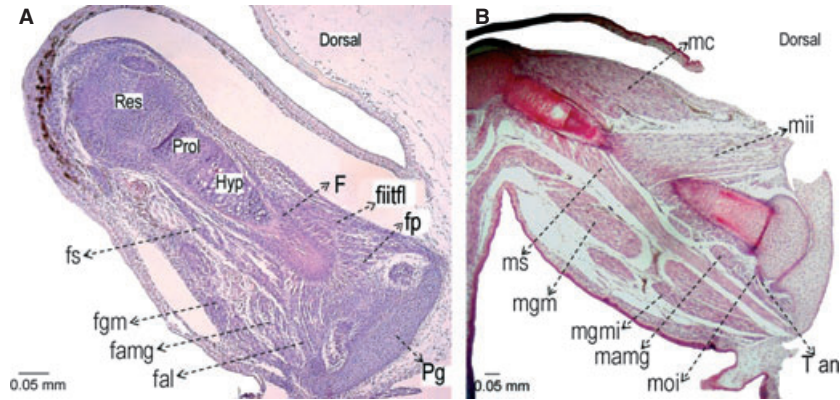 A
Dorsal
Res
Prol
Hyp
F
fiitfl
fp
fs
fgm
famg
fal
Pg
0.05 mm
B
Dorsal
mc
mii
ms
mgm
mgmi
mamg
moi
T an
0.05 mm